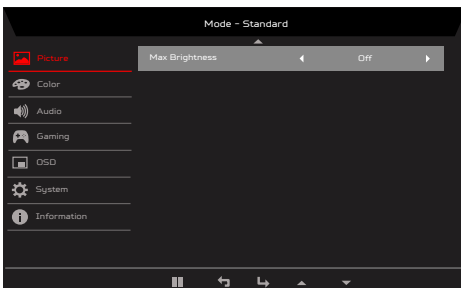 Mode - Standard
Picture
Max Brightness Off
Color
Audio
Gaming
OSD
System
Information